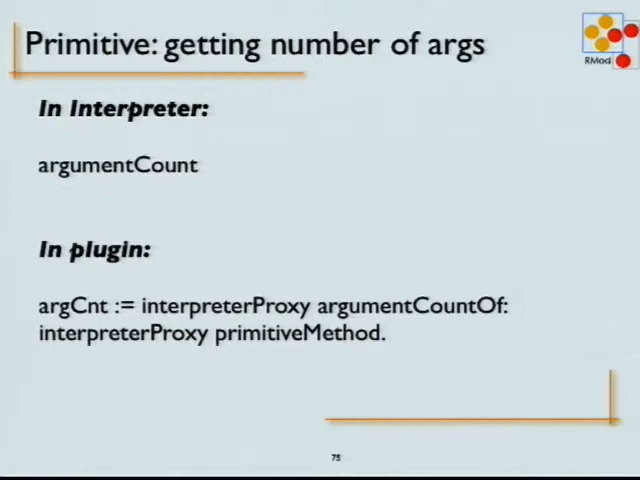 Primitive: getting number of args
RMod
In Interpreter:
argumentCount
In plugin:
argCnt := interpreterProxy argumentCountOf:
interpreterProxy primitiveMethod.
75